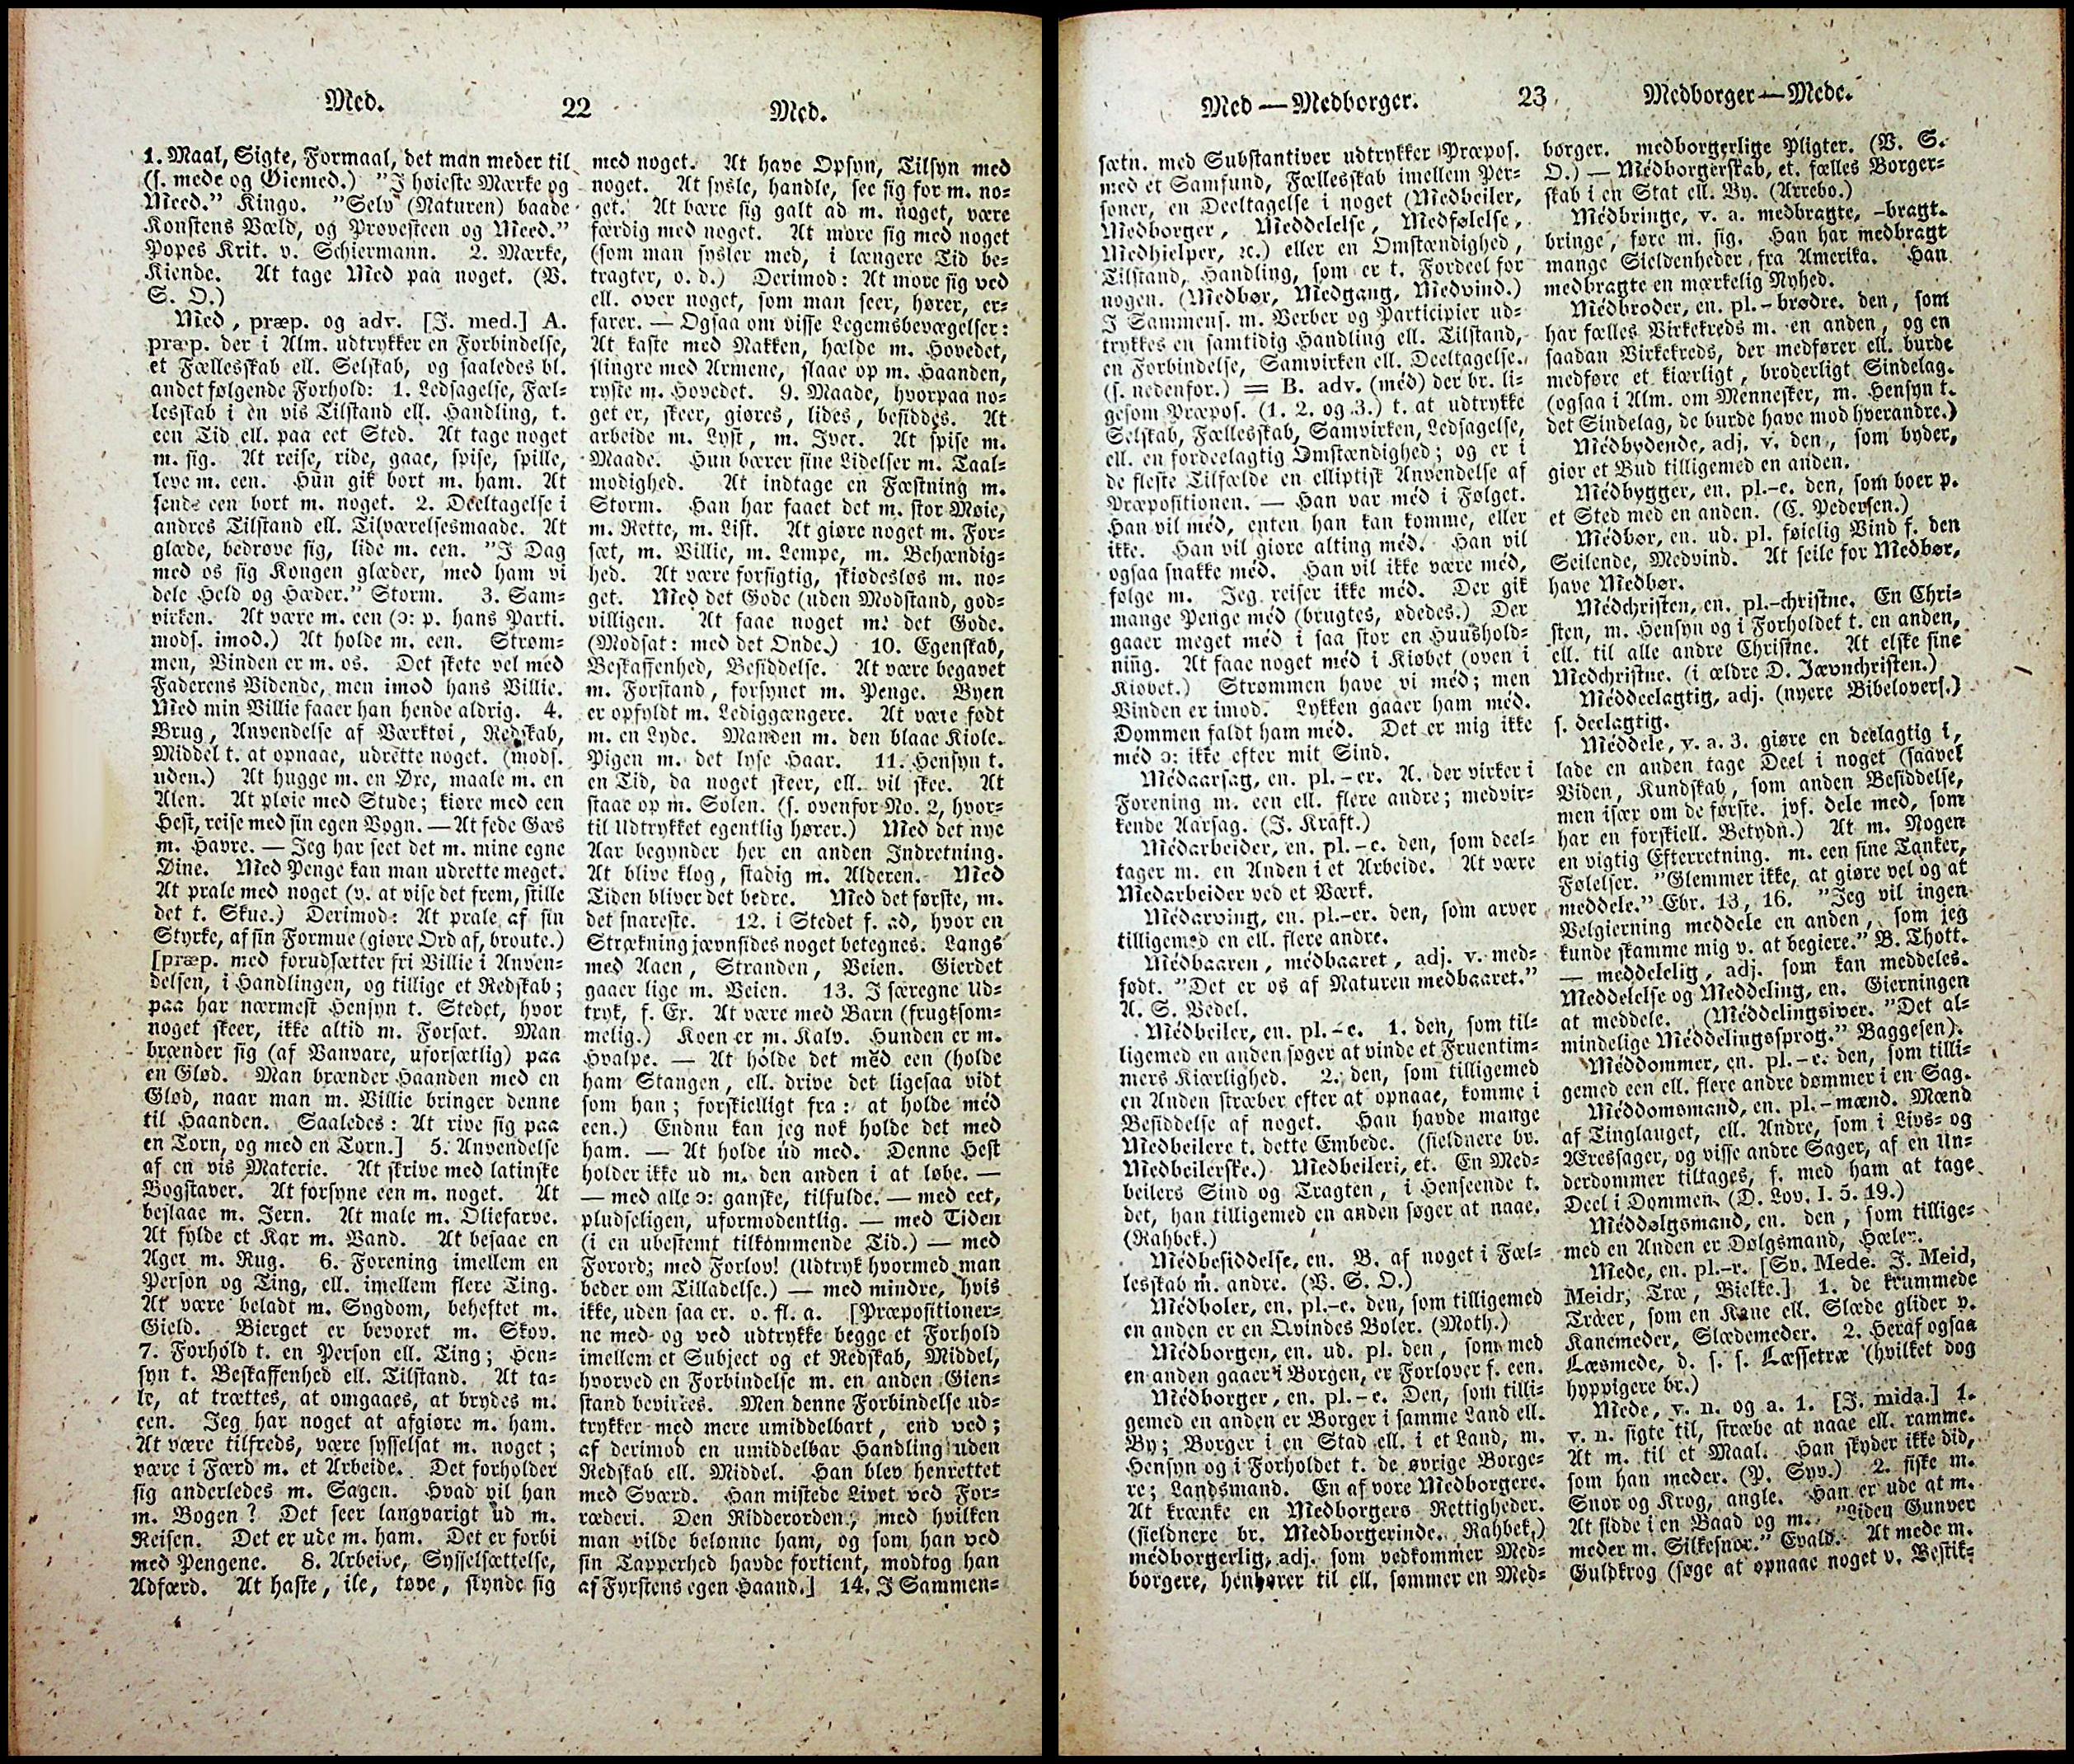 Med.
22
Med.
1. Maal, Sigte, Formaal, det man meder til
(s. mede og Øiemed.) "I høieste Mærke og
Meed." Kingo. "Selv (Naturen) baade
Konstens Væld, og Prøvesteen og Meed."
Popes Krit. v. Schiermann. 2. Mærke,
Kiende. At tage Med paa noget. (V.
S. O.)
Med, præp. og adv. [I. med.] A.
præp. der i Alm. udtrykker en Forbindelse,
et Fællesskab ell. Selskab, og saaledes bl.
andet følgende Forhold: 1. Ledsagelse, Fæl-
lesskab i en vis Tilstand ell. Handling, t.
een Tid ell. paa eet Sted. At tage noget
m. sig. At reise, ride, gaae, spise, spille,
leve m. een. Hun gik bort m. ham. At
sende een bort m. noget. 2. Deeltagelse i
andres Tilstand ell. Tilværelsesmaade. At
glæde, bedrøve sig, lide m. een. "I Dag
med os sig Kongen glæder, med ham vi
dele Held og Hæder." Storm. 3. Sam-
virken. At være m. een (ɔ: p. hans Parti.
mods. imod.) At holde m. een. Strøm-
men, Vinden er m. os. Det skete vel méd
Faderens Vidende, men imod hans Villie.
Med min Villie faaer han hende aldrig. 4.
Brug, Anvendelse af Værktøi, Redskab,
Middel t. at opnaae, udrette noget. (mods.
uden.) At hugge m. en Øxe, maale m. en
Alen. At pløie med Stude; kiøre med een
Hest, reise med sin egen Vogn. — At fede Gæs
m. Havre. — Jeg har seet det m. mine egne
Øine. Med Penge kan man udrette meget.
At prale med noget (v. at vise det frem, stille
det t. Skue.) Derimod: At prale af sin
Styrke, af sin Formue (giøre Ord af, broute.)
[præp. med forudsætter fri Villie i Anven-
delsen, i Handlingen, og tillige et Redskab;
paa har nærmest Hensyn t. Stedet, hvor
noget skeer, ikke altid m. Forsæt. Man
brænder sig (af Vanvare, uforsætlig) paa
en Glød. Man brænder Haanden med en
Glød, naar man m. Villie bringer denne
til Haanden. Saaledes: At rive sig paa
en Torn, og med en Torn.] 5. Anvendelse
af en vis Materie. At skrive med latinske
Bogstaver. At forsyne een m. noget. At
beslaae m. Jern. At male m. Oliefarve.
At fylde et Kar m. Vand. At besaae en
Ager m. Rug. 6. Forening imellem en
Person og Ting, ell. imellem flere Ting.
At være beladt m. Sygdom, beheftet m.
Gield. Bierget er bevoxet m. Skov.
7. Forhold t. en Person ell. Ting; Hen-
syn t. Beskaffenhed ell. Tilstand. At ta-
le, at trættes, at omgaaes, at brydes m.
een. Jeg har noget at afgiøre m. ham.
At være tilfreds, være sysselsat m. noget;
være i Færd m. et Arbeide. Det forholder
sig anderledes m. Sagen. Hvad vil han
m. Bogen? Det seer langvarigt ud m.
Reisen. Det er ude m. ham. Det er forbi
med Pengene. 8. Arbeide, Sysselsættelse,
Adfærd. At haste, ile, tøve, skynde sig
med noget. At have Opsyn, Tilsyn med
noget. At sysle, handle, see sig for m. no-
get. At bære sig galt ad m. noget, være
færdig med noget. At more sig med noget
(som man sysler med, i længere Tid be-
tragter, o. d.) Derimod: At more sig ved
ell. over noget, som man seer, hører, er-
farer. — Ogsaa om visse Legemsbevægelser:
At kaste med Nakken, hælde m. Hovedet,
slingre med Armene, slaae op m. Haanden,
ryste m. Hovedet. 9. Maade, hvorpaa no-
get er, skeer, giøres, lides, besiddes. At
arbeide m. Lyst, m. Iver. At spise m.
Maade. Hun bærer sine Lidelser m. Taal-
modighed. At indtage en Fæstning m.
Storm. Han har faaet det m. stor Møie,
m. Rette, m. List. At giøre noget m. For-
sæt, m. Villie, m. Lempe, m. Behændig-
hed. At være forsigtig, skiødesløs m. no-
get. Med det Gode (uden Modstand, god-
villigen. At faae noget m. det Gode.
(Modsat: med det Onde.) 10. Egenskab,
Beskaffenhed, Besiddelse. At være begavet
m. Forstand, forsynet m. Penge. Byen
er opfyldt m. Lediggængere. At være født
m. en Lyde. Manden m. den blaae Kiole.
Pigen m. det lyse Haar. 11. Hensyn t.
en Tid, da noget skeer, ell. vil skee. At
staae op m. Solen. (s. ovenfor No. 2, hvor-
til Udtrykket egentlig hører.) Med det nye
Aar begynder her en anden Indretning.
At blive klog, stadig m. Alderen. Med
Tiden bliver det bedre. Med det første, m.
det snareste. 12. i Stedet f. ad, hvor en
Strækning jævnsides noget betegnes. Langs
med Aaen, Stranden, Veien. Gierdet
gaaer lige m. Veien. 13. I særegne Ud-
tryk, f. Ex. At være med Barn (frugtsom-
melig.) Koen er m. Kalv. Hunden er m.
Hvalpe. — At holde det méd een (holde
ham Stangen, ell. drive det ligesaa vidt
som han; forskielligt fra: at holde méd
een.) Endnu kan jeg nok holde det med
ham. — At holde ud med. Denne Hest
holder ikke ud m. den anden i at løbe. —
— med alle ɔ: ganske, tilfulde. — med eet,
pludseligen, uformodentlig. — med Tiden
(i en ubestemt tilkommende Tid.) — med
Forord; med Forlov! (Udtryk hvormed man
beder om Tilladelse.) — med mindre, hvis
ikke, uden saa er. o. fl. a. [Præpositioner-
ne med og ved udtrykke begge et Forhold
imellem et Subject og et Redskab, Middel,
hvorved en Forbindelse m. en anden Gien-
stand bevirkes. Men denne Forbindelse ud-
trykker med mere umiddelbart, end ved;
af derimod en umiddelbar Handling uden
Redskab ell. Middel. Han blev henrettet
med Sværd. Han mistede Livet ved For-
ræderi. Den Ridderorden, med hvilken
man vilde belønne ham, og som han ved
sin Tapperhed havde fortient, modtog han
af Fyrstens egen Haand.] 14. I Sammen-
Med — Medborger.
23
Medborger — Mede.
sætn. med Substantiver udtrykker Præpos.
med et Samfund, Fællesskab imellem Per-
soner, en Deeltagelse i noget (Medbeiler,
Medborger, Meddelelse, Medfølelse,
Medhielper, ꝛc.) eller en Omstændighed,
Tilstand, Handling, som er t. Fordeel for
nogen. (Medbør, Medgang, Medvind.)
I Sammens. m. Verber og Participier ud-
trykkes en samtidig Handling ell. Tilstand,
en Forbindelse, Samvirken ell. Deeltagelse.
(s. nedenfor.) = B. adv. (méd) der br. li-
gesom Præpos. (1. 2. og 3.) t. at udtrykke
Selskab, Fællesskab, Samvirken, Ledsagelse,
ell. en fordeelagtig Omstændighed; og er i
de fleste Tilfælde en elliptisk Anvendelse af
Præpositionen. — Han var méd i Følget.
Han vil méd, enten han kan komme, eller
ikke. Han vil giøre alting méd. Han vil
ogsaa snakke méd. Han vil ikke være méd,
følge m. Jeg reiser ikke méd. Der gik
mange Penge méd (brugtes, ødedes.) Der
gaaer meget méd i saa stor en Huushold-
ning. At faae noget méd i Kiøbet (oven i
Kiøbet.) Strømmen have vi méd; men
Vinden er imod. Lykken gaaer ham méd.
Dommen faldt ham méd. Det er mig ikke
méd ɔ: ikke efter mit Sind.
Médaarsag, en. pl. -er. A. der virker i
Forening m. een ell. flere andre; medvir-
kende Aarsag. (J. Kraft.)
Médarbeider, en. pl. -e. den, som deel-
tager m. en Anden i et Arbeide. At være
Medarbeider ved et Værk.
Médarving, en. pl.-er. den, som arver
tilligemed en ell. flere andre.
Médbaaren, médbaaret, adj. v. med-
født. "Det er os af Naturen medbaaret."
A. S. Vedel.
Médbeiler, en. pl. -e. 1. den, som til-
ligemed en anden søger at vinde et Fruentim-
mers Kiærlighed. 2. den, som tilligemed
en Anden stræber efter at opnaae, komme i
Besiddelse af noget. Han havde mange
Medbeilere t. dette Embede. (sieldnere br.
Medbeilerske.) Medbeileri, et. En Med-
beilers Sind og Tragten, i Henseende t.
det, han tilligemed en anden søger at naae.
(Rahbek.)
Médbesiddelse, en. B. af noget i Fæl-
lesskab m. andre. (V. S. O.)
Médboler, en. pl.-e. den, som tilligemed
en anden er en Qvindes Boler. (Moth.)
Médborgen, en. ud. pl. den, som med
en anden gaaer i Borgen, er Forlover f. een.
Médborger, en. pl. -e. Den, som tilli-
gemed en anden er Borger i samme Land ell.
By; Borger i en Stad ell. i et Land, m.
Hensyn og i Forholdet t. de øvrige Borge-
re; Landsmand. En af vore Medborgere.
At krænke en Medborgers Rettigheder.
(sieldnere br. Medborgerinde. Rahbek.)
médborgerlig, adj. som vedkommer Med-
borgere, henhører til ell. sømmer en Med-
borger. medborgerlige Pligter. (V. S.
O.) — Médborgerskab, et. fælles Borger-
skab i en Stat ell. By. (Arrebo.)
Médbringe, v. a. medbragte, -bragt.
bringe, føre m. sig. Han har medbragt
mange Sieldenheder fra Amerika. Han
medbragte en mærkelig Nyhed.
Médbroder, en. pl. -brødre. den, som
har fælles Virkekreds m. en anden, og en
saadan Virkekreds, der medfører ell. burde
medføre et kiærligt, broderligt Sindelag.
(ogsaa i Alm. om Mennesker, m. Hensyn t.
det Sindelag, de burde have mod hverandre.)
Médbydende, adj. v. den, som byder,
giør et Bud tilligemed en anden.
Médbygger, en. pl.-e. den, som boer p.
et Sted med en anden. (C. Pedersen.)
Médbør, en. ud. pl. føielig Vind f. den
Seilende, Medvind. At seile for Medbør,
have Medbør.
Médchristen, en. pl.-christne. En Chri-
sten, m. Hensyn og i Forholdet t. en anden,
ell. til alle andre Christne. At elske sine
Medchristne. (i ældre D. Jævnchristen.)
Méddeelagtig, adj. (nyere Bibelovers.)
s. deelagtig.
Méddele, v. a. 3. giøre en deelagtig i,
lade en anden tage Deel i noget (saavel
Viden, Kundskab, som anden Besiddelse,
men især om de første. jvf. dele med, som
har en forskiell. Betydn.) At m. Nogen
en vigtig Efterretning. m. een sine Tanker,
Følelser. "Glemmer ikke, at giøre vel og at
meddele." Ebr. 13, 16. "Jeg vil ingen
Velgierning meddele en anden, som jeg
kunde skamme mig v. at begiere." B. Thott.
— meddelelig, adj. som kan meddeles.
Meddelelse og Meddeling, en. Gierningen
at meddele. (Méddelingsiver. "Det al-
mindelige Méddelingssprog." Baggesen).
Méddommer, en. pl. -e. den, som tilli-
gemed een ell. flere andre dømmer i en Sag.
Méddomsmand, en. pl. -mænd. Mænd
af Tinglauget, ell. Andre, som i Livs- og
Æressager, og visse andre Sager, af en Un-
derdommer tiltages, f. med ham at tage
Deel i Dommen. (D. Lov. I. 5. 19.)
Méddølgsmand, en. den, som tillige-
med en Anden er Dølgsmand, Hæler.
Mede, en. pl.-r. [Sv. Mede. I. Meid,
Meidr, Træ, Bielke.] 1. de krummede
Træer, som en Kane ell. Slæde glider p.
Kanemeder, Slædemeder. 2. Heraf ogsaa
Læsmede, d. s. s. Læssetræ (hvilket dog
hyppigere br.)
Mede, v. n. og a. 1. [I. mida.] 1.
v. n. sigte til, stræbe at naae ell. ramme.
At m. til et Maal. Han skyder ikke did,
som han meder. (P. Syv.) 2. fiske m.
Snor og Krog, angle. Han er ude at m.
At sidde i en Baad og m. "Liden Gunver
meder m. Silkesnor." Evald. At mede m.
Guldkrog (søge at opnaae noget v. Bestik-